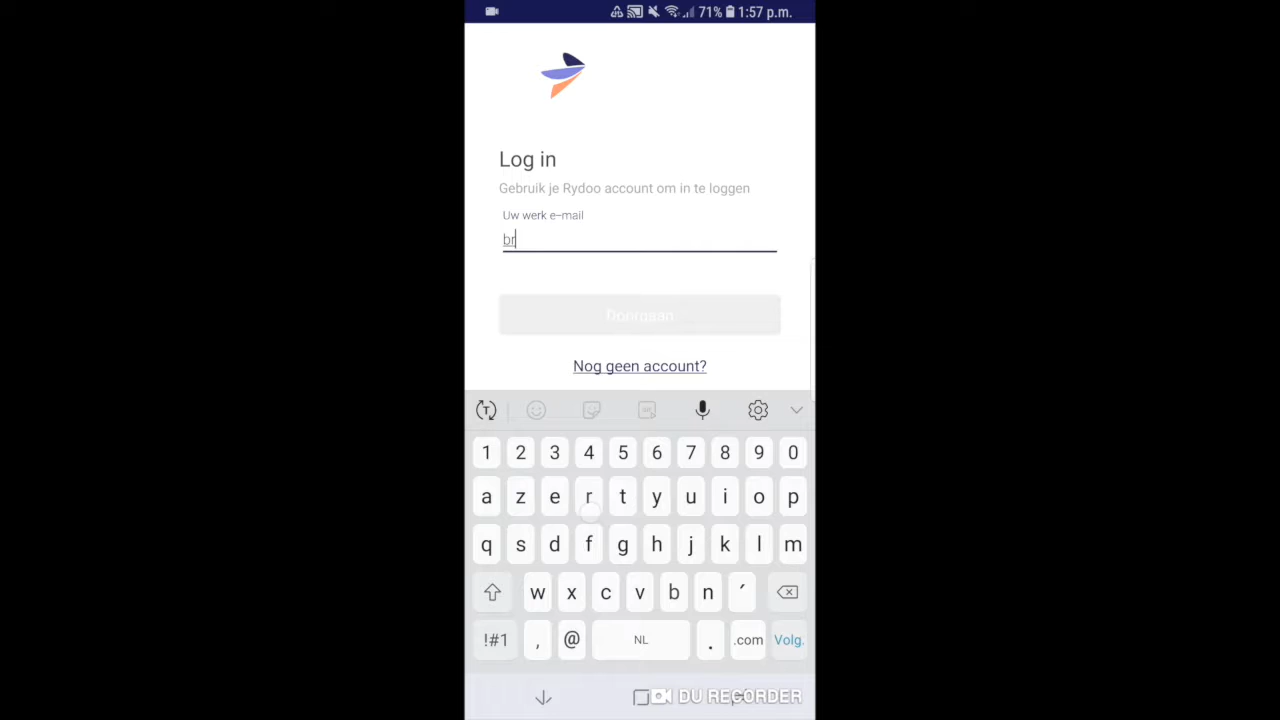 71% 1:57 p.m.
Log in
Gebruik je Rydoo account om in te loggen
Uw werk e-mail
br
Doorgaan
Nog geen account?
1 2 3 4 5 6 7 8 9 0
a z e r t y u i o p
q s d f g h j k l m
w x c v b n ´
!#1 , @ NL . .com Volg.
DU RECORDER